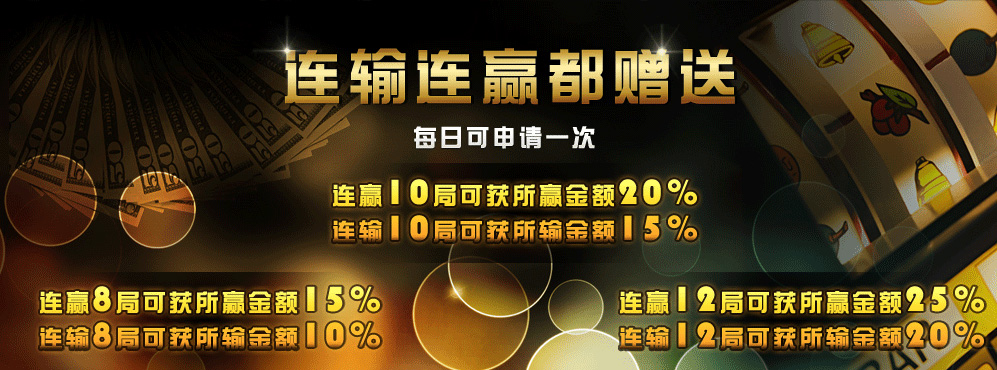 连输连赢都赠送
每日可申请一次
连赢10局可获所赢金额20%
连输10局可获所输金额15%
连赢8局可获所赢金额15%
连输8局可获所输金额10%
连赢12局可获所赢金额25%
连输12局可获所输金额20%